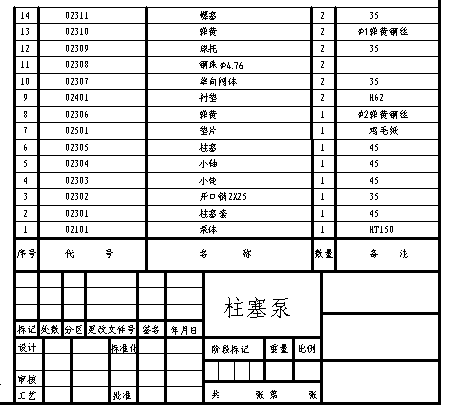 14 02311 螺塞 2 35
13 02310 弹簧 2 φ1弹簧钢丝
12 02309 球托 2 35
11 02308 钢珠φ4.76 2
10 02307 单向阀体 2 35
9 02401 衬垫 2 H62
8 02306 弹簧 1 φ2弹簧钢丝
7 02501 垫片 1 鸡毛纸
6 02305 柱塞 1 45
5 02304 小轴 1 45
4 02303 小轮 1 45
3 02302 开口销2X25 1 35
2 02301 柱塞套 1 45
1 02101 泵体 1 HT150
序号 代 号 名 称 数量 备 注
柱塞泵
标记 处数 分区 更改文件号 签名 年月日
设计 标准化 阶段标记 重量 比例
审核
工艺 批准 共 张 第 张